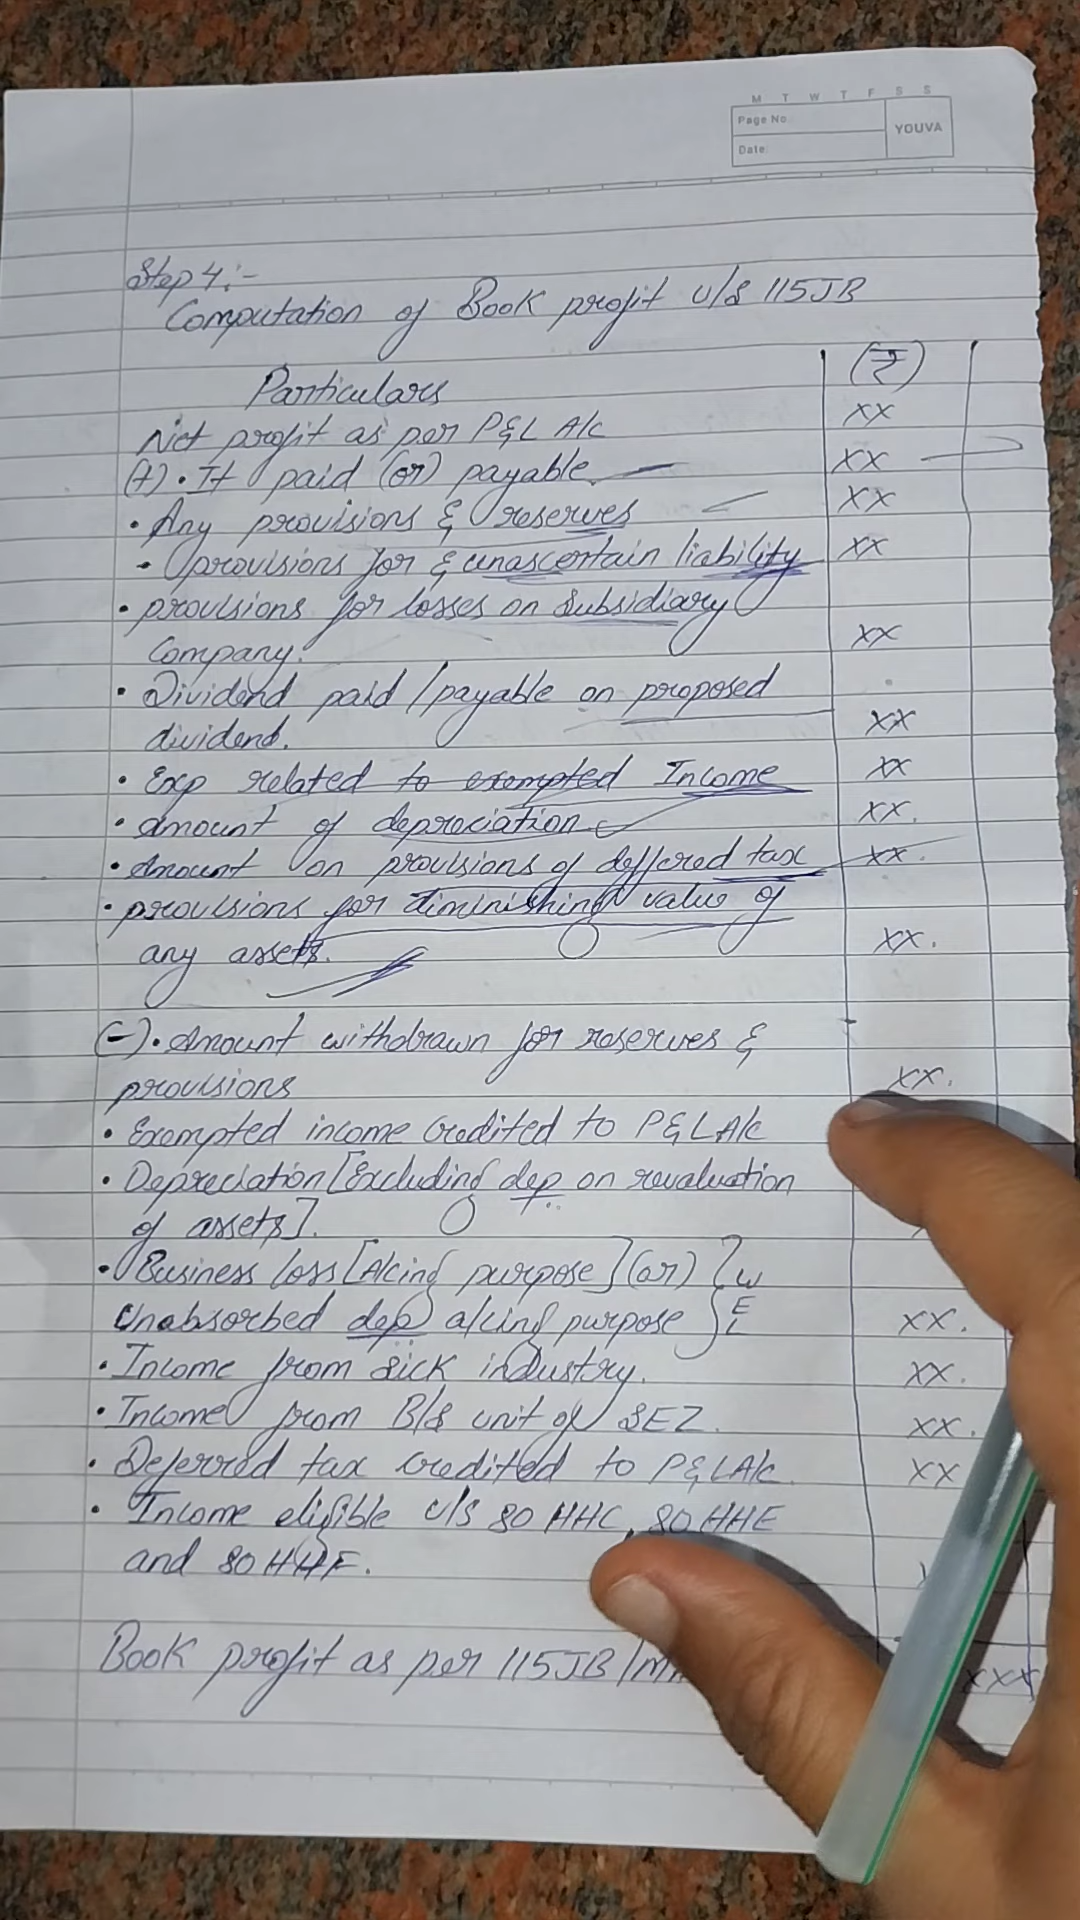 M T W T F S S
Page No
YOUVA
Date:
Step 4:-
Computation of Book profit U/S 115JB
Particulars (₹)
Net profit as per P&L A/c XX
(+) • It paid (or) payable XX
• Any provisions & reserves XX
• provisions for & unascertain liability XX
• provisions for losses on Subsidiary
Company. XX
• Dividend paid / payable on proposed
dividend. XX
• Exp related to exempted Income XX
• Amount of depreciation XX.
• Amount on provisions of deffered tax XX.
• provisions for diminishing value of
any assets. XX.
(-) • Amount withdrawn for reserves &
provisions XX.
• Exempted income credited to P&L A/c
• Depreciation [Excluding dep on revaluation
of assets].
• Business loss [A/cing purpose] (or) } W
Unabsorbed dep a/cing purpose } E L XX.
• Income from sick industry. XX.
• Income from B/S unit of SEZ. XX.
• Deferred tax credited to P&L A/c. XX
• Income eligible U/S 80 HHC, 80 HHE
and 80 HHF.
Book profit as per 115JB / XXX